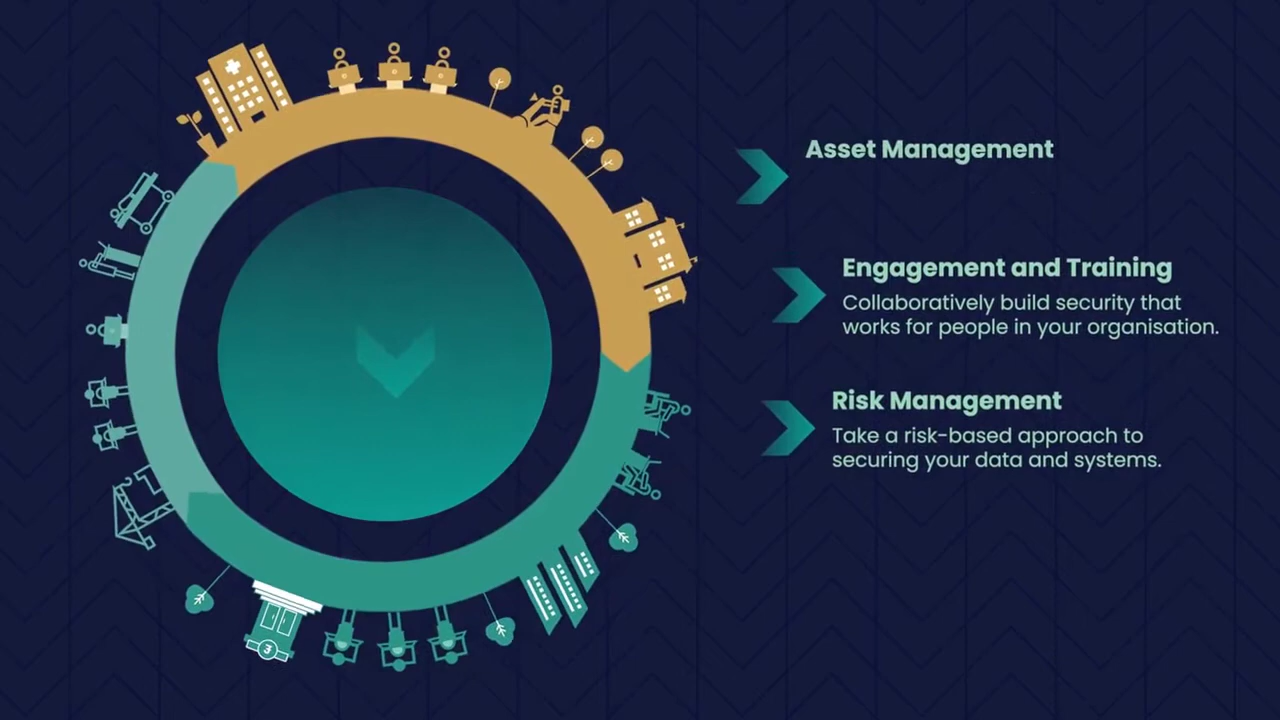 Asset Management
Engagement and Training
Collaboratively build security that
works for people in your organisation.
Risk Management
Take a risk-based approach to
securing your data and systems.